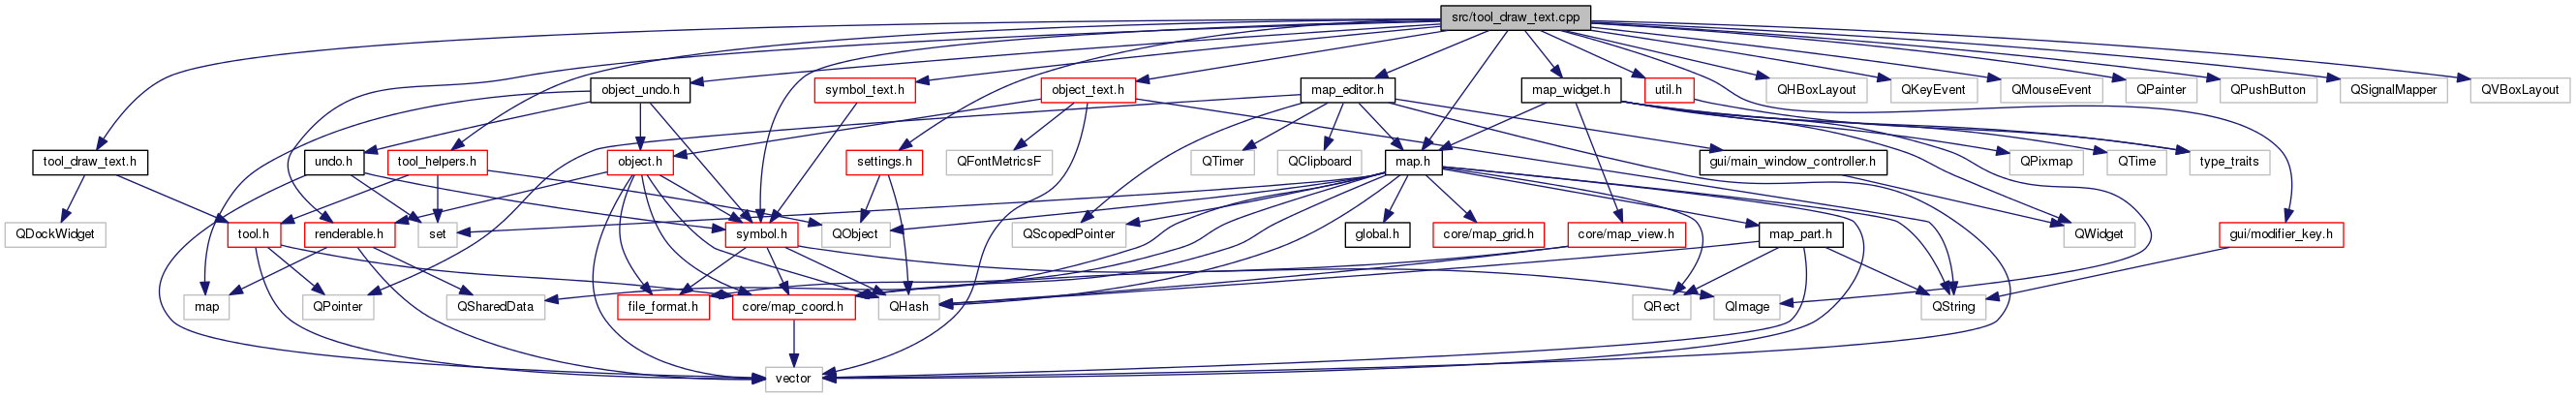 src/tool_draw_text.cpp
object_undo.h
symbol_text.h
object_text.h
map_editor.h
map_widget.h
util.h
QHBoxLayout
QKeyEvent
QMouseEvent
QPainter
QPushButton
QSignalMapper
QVBoxLayout
tool_draw_text.h
undo.h
tool_helpers.h
object.h
settings.h
QFontMetricsF
QTimer
QClipboard
map.h
gui/main_window_controller.h
QPixmap
QTime
type_traits
QDockWidget
tool.h
renderable.h
set
symbol.h
QObject
QScopedPointer
global.h
core/map_grid.h
core/map_view.h
map_part.h
QWidget
gui/modifier_key.h
map
QPointer
QSharedData
file_format.h
core/map_coord.h
QHash
QRect
QImage
QString
vector